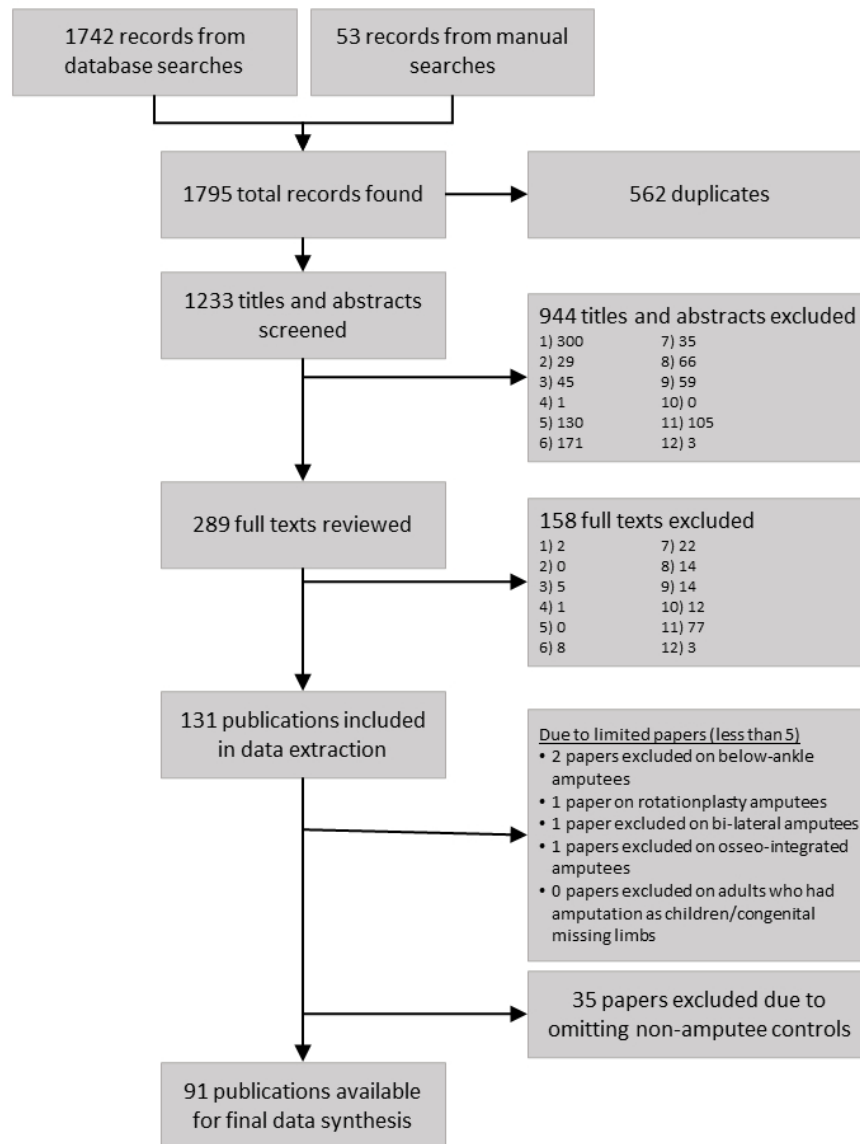 1742 records from
database searches
53 records from manual
searches
1795 total records found
562 duplicates
1233 titles and abstracts
screened
944 titles and abstracts excluded
1) 300
2) 29
3) 45
4) 1
5) 130
6) 171
7) 35
8) 66
9) 59
10) 0
11) 105
12) 3
289 full texts reviewed
158 full texts excluded
1) 2
2) 0
3) 5
4) 1
5) 0
6) 8
7) 22
8) 14
9) 14
10) 12
11) 77
12) 3
131 publications included
in data extraction
Due to limited papers (less than 5)
• 2 papers excluded on below-ankle
amputees
• 1 paper on rotationplasty amputees
• 1 paper excluded on bi-lateral amputees
• 1 papers excluded on osseo-integrated
amputees
• 0 papers excluded on adults who had
amputation as children/congenital
missing limbs
35 papers excluded due to
omitting non-amputee controls
91 publications available
for final data synthesis